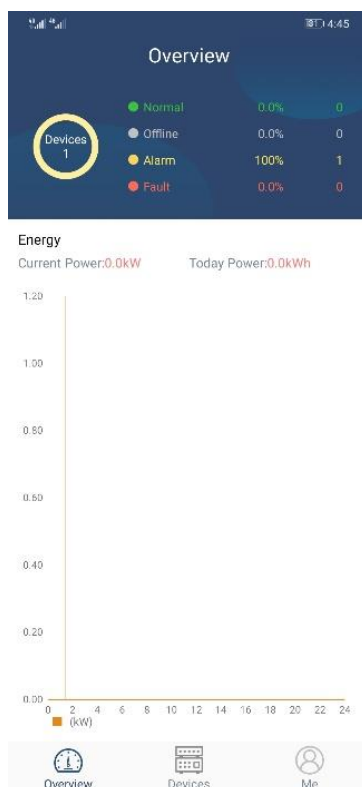 4:45
Overview
Devices
1
Normal 0.0% 0
Offline 0.0% 0
Alarm 100% 1
Fault 0.0% 0
Energy
Current Power:0.0kW Today Power:0.0kWh
1.20
1.00
0.80
0.60
0.40
0.20
0.00
0 2 4 6 8 10 12 14 16 18 20 22 24
(kW)
Overview Devices Me